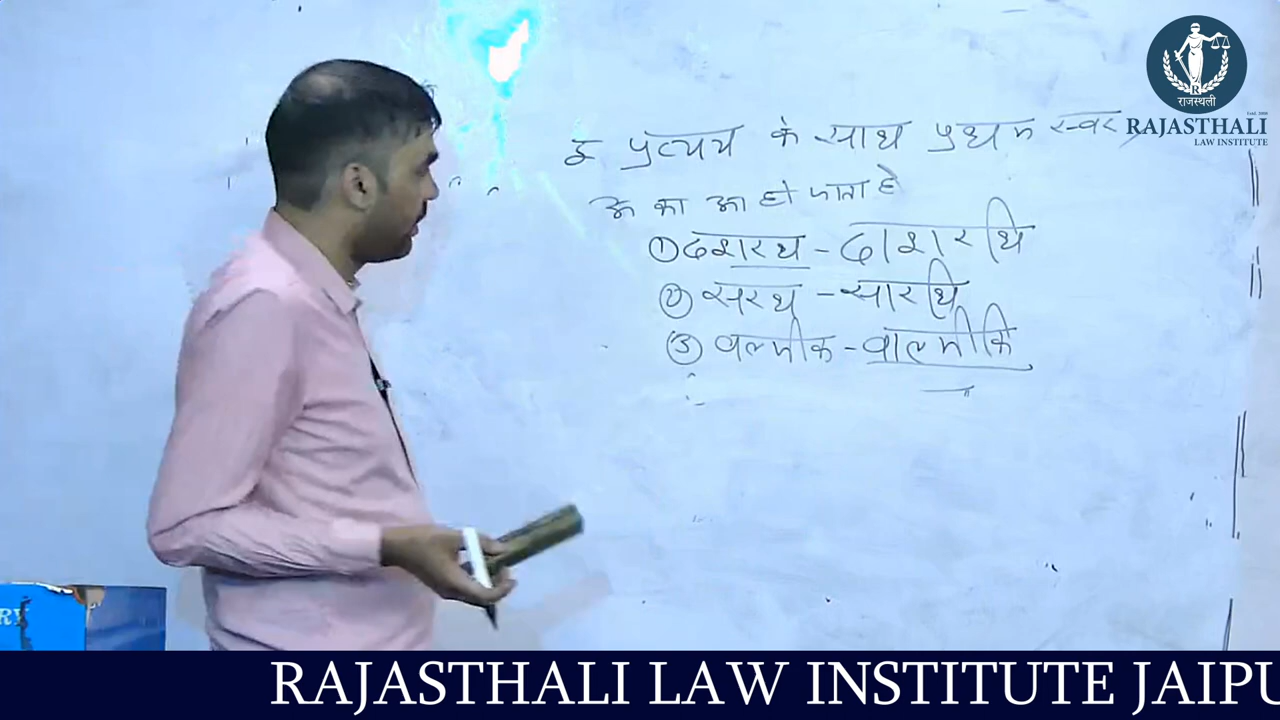 इ प्रत्यय के साथ प्रथम स्वर
अ का आ हो जाता है
① दशरथ - दाशरथि
② सरथ - सारथि
③ वल्मीक - वाल्मीकि
राजस्थली
RAJASTHALI
LAW INSTITUTE
RY
RAJASTHALI LAW INSTITUTE JAIPU